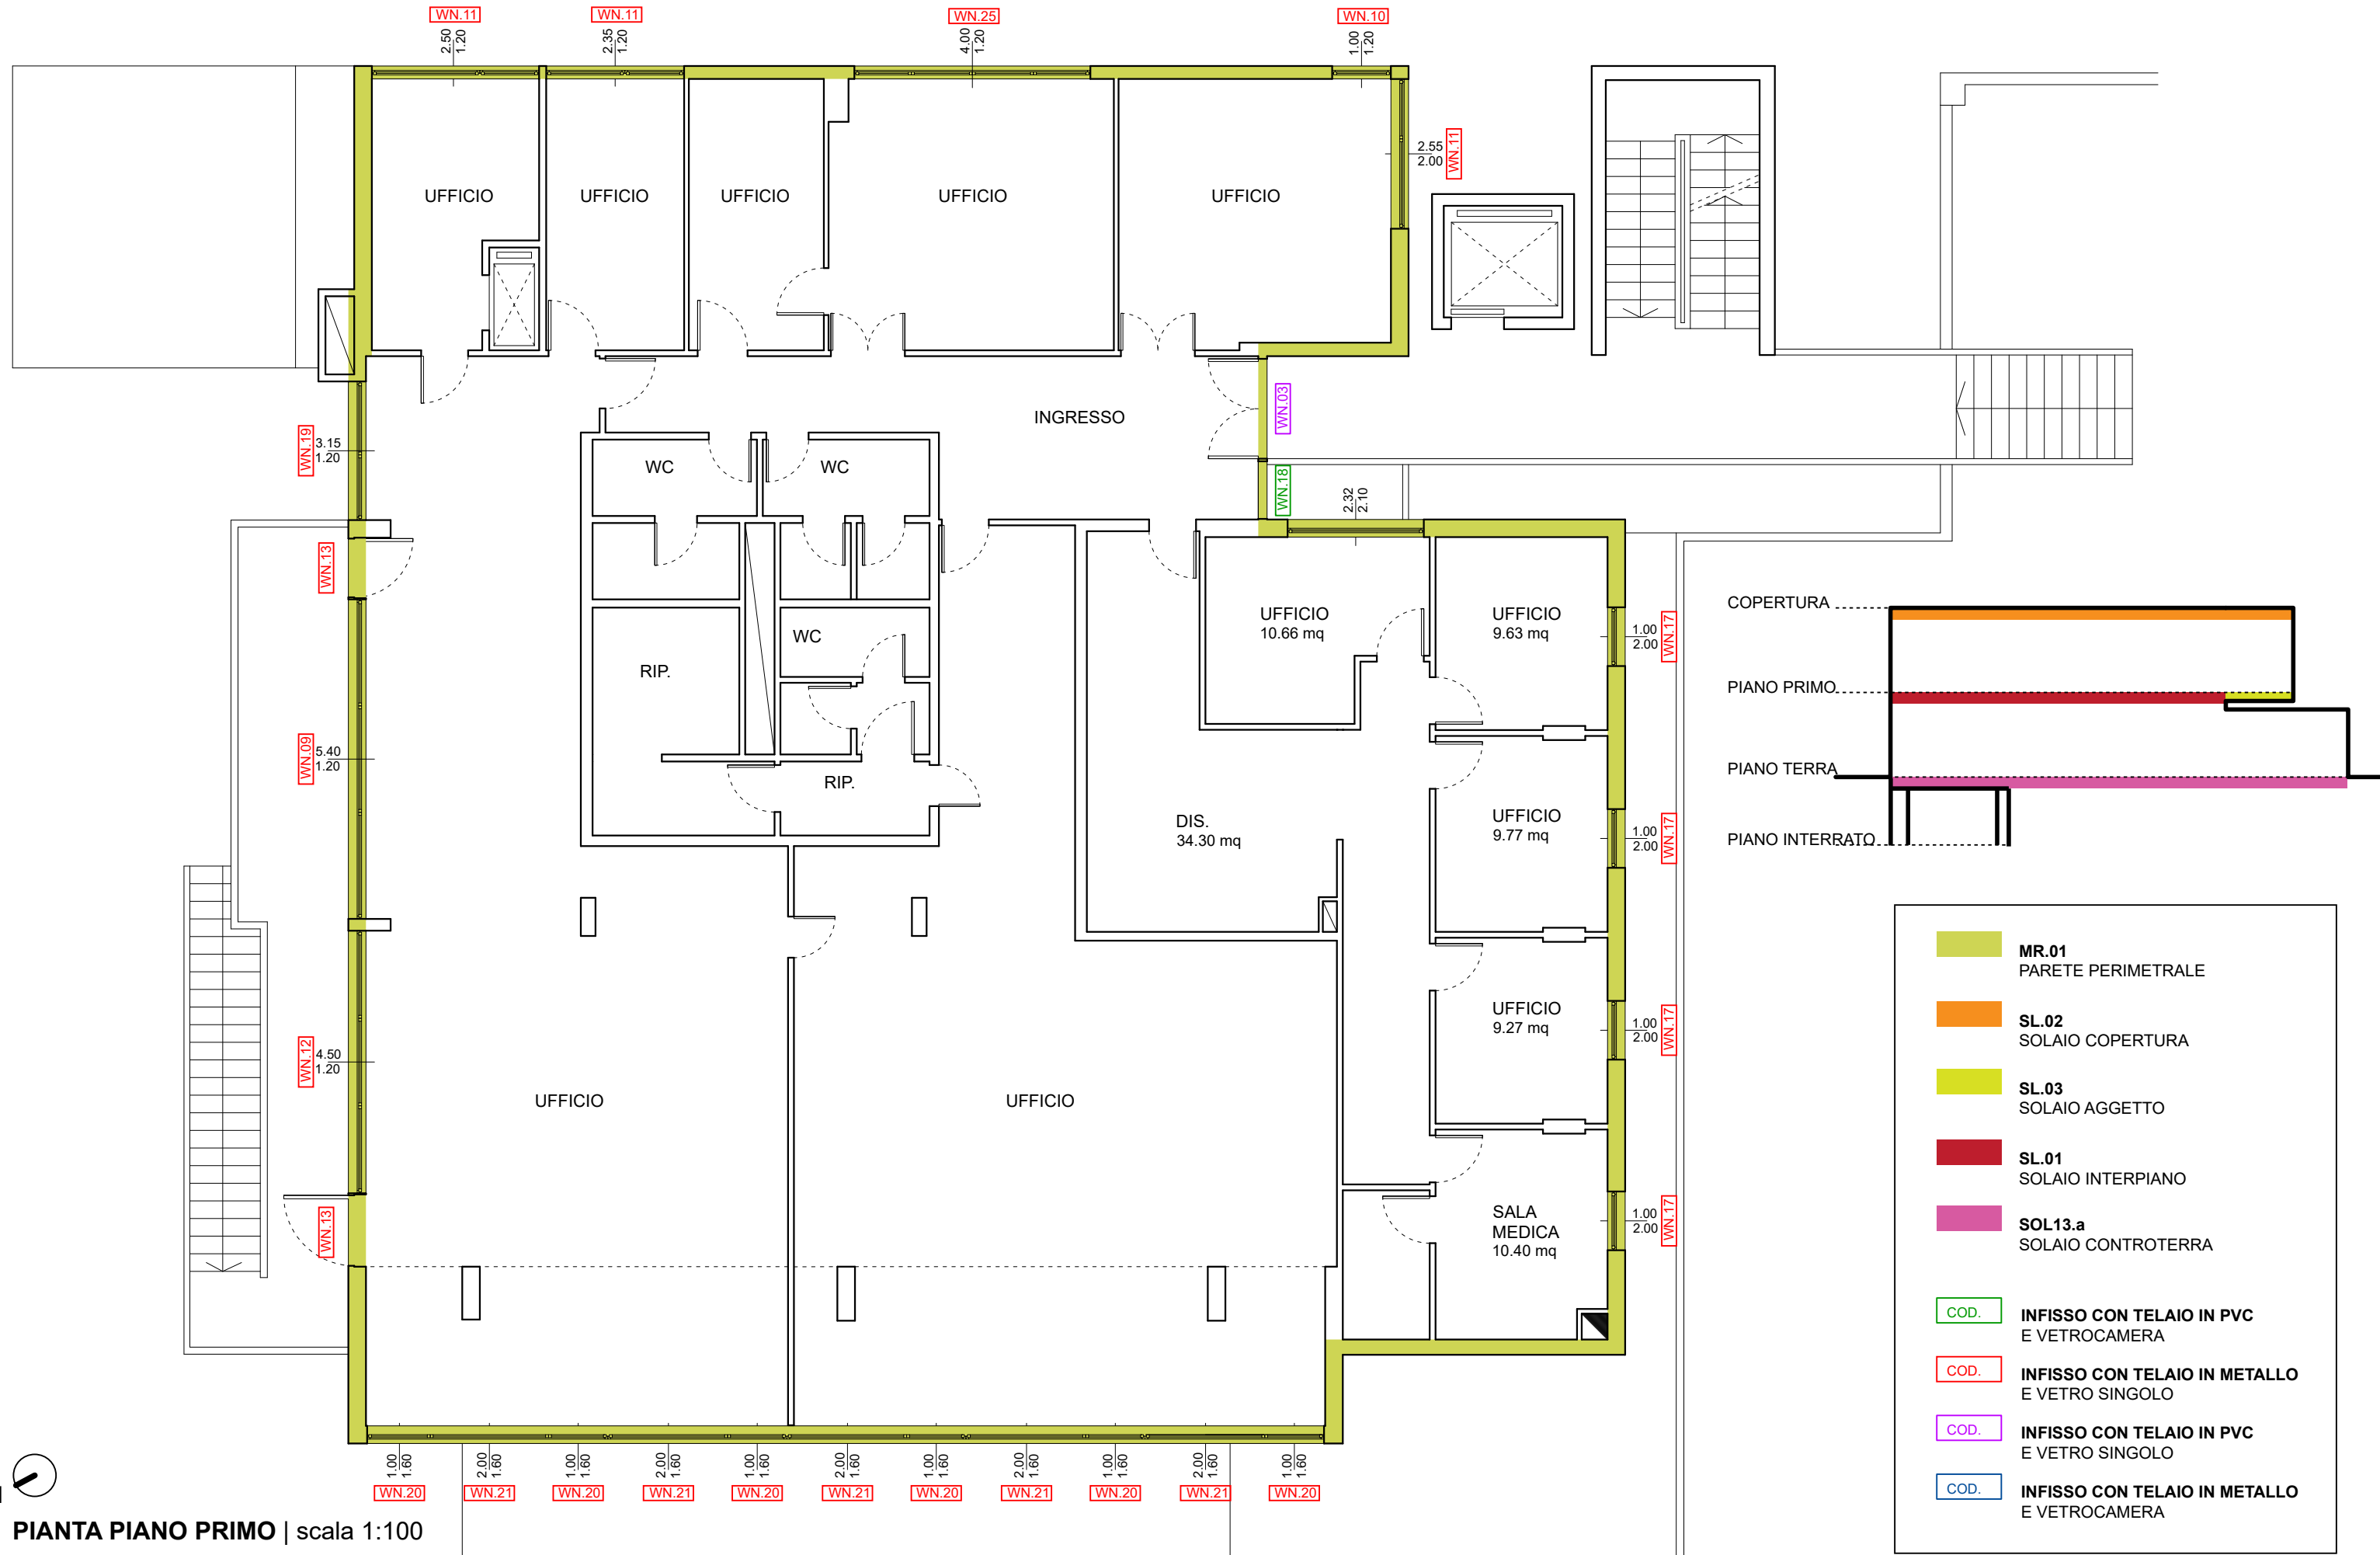 WN.11
WN.11
WN.25
WN.10
2.50
1.20
2.35
1.20
4.00
1.20
1.00
1.20
2.55
2.00
WN.11
UFFICIO
UFFICIO
UFFICIO
UFFICIO
UFFICIO
INGRESSO
WN.03
WN.18
WN.19
3.15
1.20
WC
WC
2.32
2.10
WN.13
UFFICIO
10.66 mq
UFFICIO
9.63 mq
1.00
2.00
WN.17
WC
RIP.
RIP.
WN.09
5.40
1.20
DIS.
34.30 mq
UFFICIO
9.77 mq
1.00
2.00
WN.17
UFFICIO
9.27 mq
1.00
2.00
WN.17
WN.12
4.50
1.20
UFFICIO
UFFICIO
WN.13
SALA
MEDICA
10.40 mq
1.00
2.00
WN.17
1.00
1.60
2.00
1.60
1.00
1.60
2.00
1.60
1.00
1.60
2.00
1.60
1.00
1.60
2.00
1.60
1.00
1.60
2.00
1.60
1.00
1.60
WN.20
WN.21
WN.20
WN.21
WN.20
WN.21
WN.20
WN.21
WN.20
WN.21
WN.20
PIANTA PIANO PRIMO | scala 1:100
COPERTURA
PIANO PRIMO
PIANO TERRA
PIANO INTERRATO
MR.01
PARETE PERIMETRALE
SL.02
SOLAIO COPERTURA
SL.03
SOLAIO AGGETTO
SL.01
SOLAIO INTERPIANO
SOL13.a
SOLAIO CONTROTERRA
COD.
INFISSO CON TELAIO IN PVC
E VETROCAMERA
COD.
INFISSO CON TELAIO IN METALLO
E VETRO SINGOLO
COD.
INFISSO CON TELAIO IN PVC
E VETRO SINGOLO
COD.
INFISSO CON TELAIO IN METALLO
E VETROCAMERA